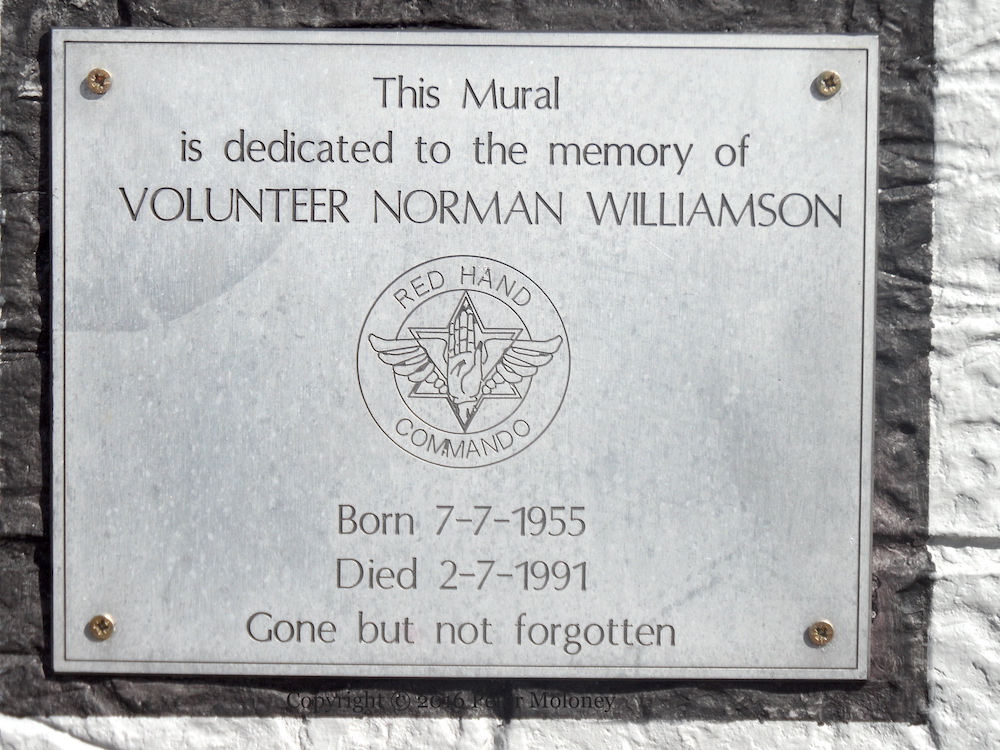 This Mural
is dedicated to the memory of
VOLUNTEER NORMAN WILLIAMSON
RED HAND
COMMANDO
Born 7-7-1955
Died 2-7-1991
Gone but not forgotten
Copyright © 2016 Peter Moloney